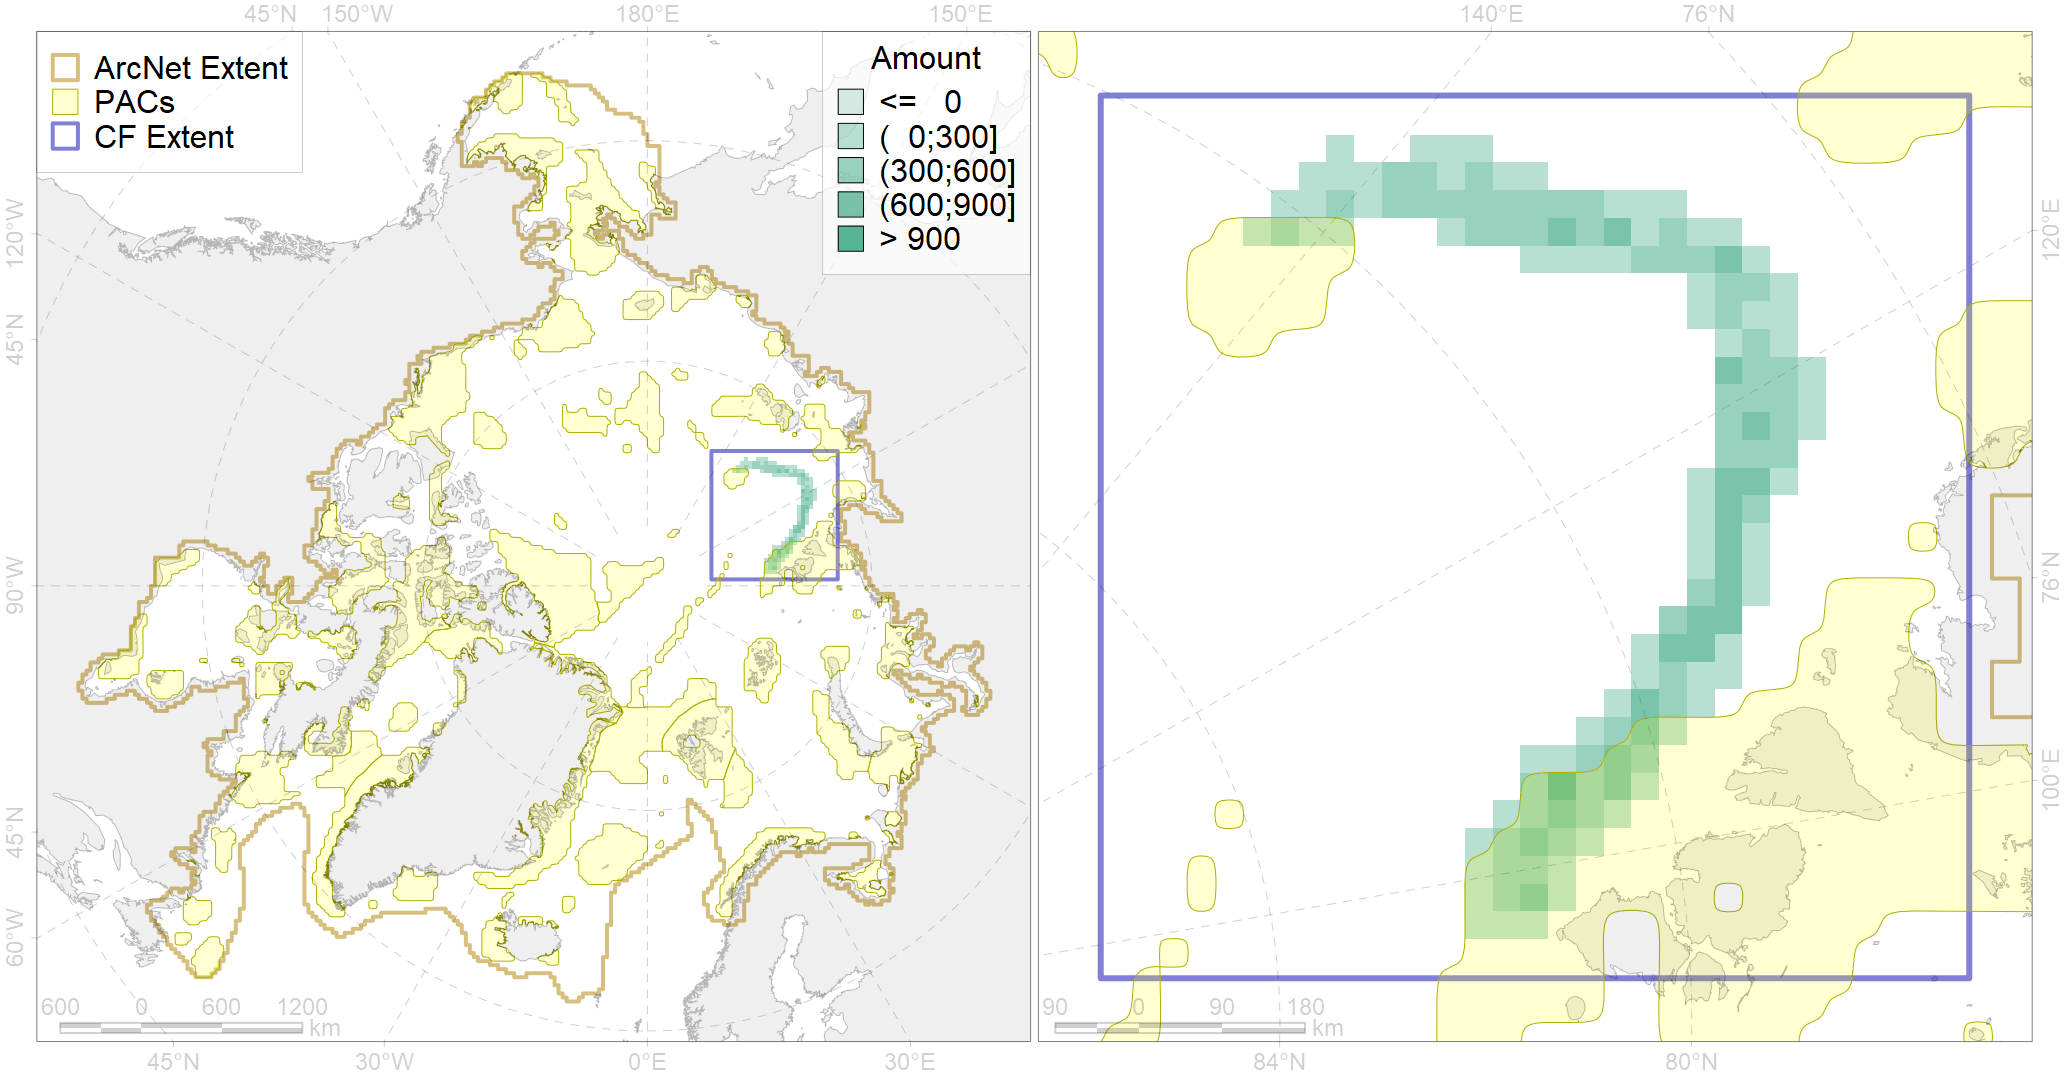 45°N 150°W 180°E 150°E 140°E 76°N
ArcNet Extent
PACs
CF Extent
Amount
<= 0
( 0;300]
(300;600]
(600;900]
> 900
120°W
45°N
90°W
45°N
60°W
120°E
76°N
100°E
600 0 600 1200
km
90 0 90 180
km
45°N 30°W 0°E 30°E 84°N 80°N